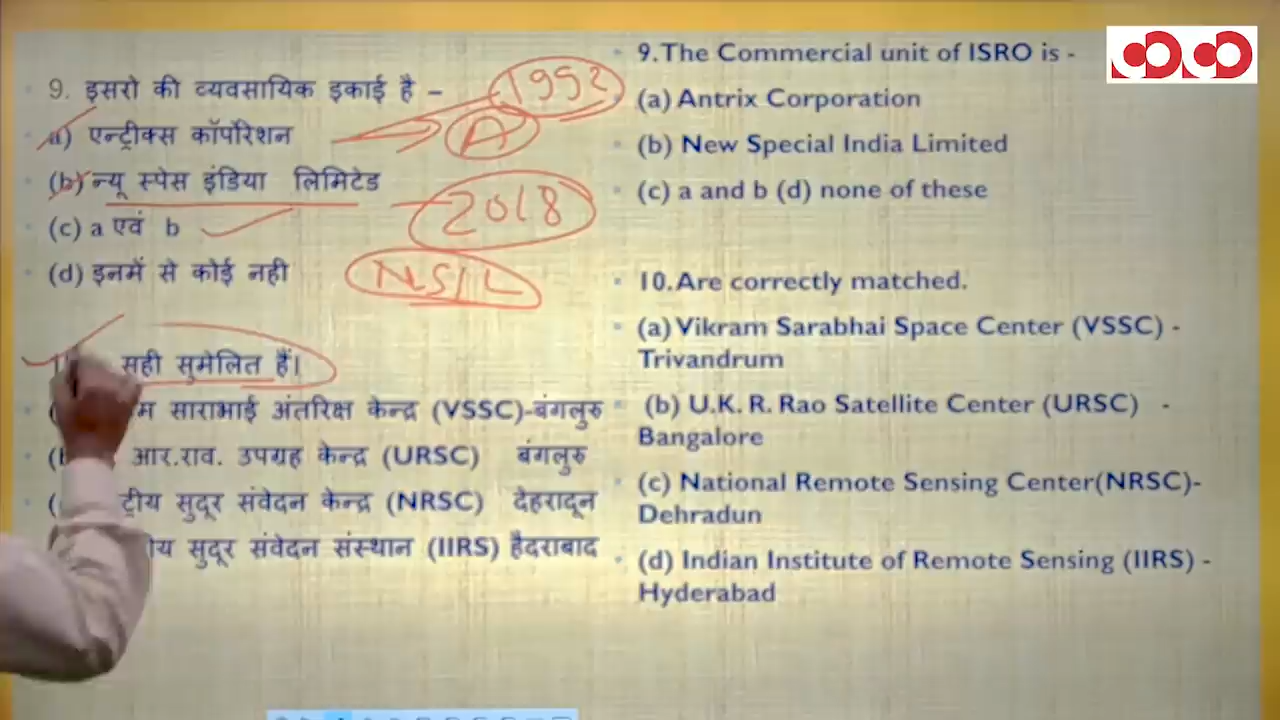 9. इसरो की व्यवसायिक इकाई है –
a) एन्ट्रीक्स कॉर्पोरेशन
(b) न्यू स्पेस इंडिया लिमिटेड
(c) a एवं b
(d) इनमें से कोई नही
1992
A
2018
NSIL
सही सुमेलित हैं।
साराभाई अंतरिक्ष केन्द्र (VSSC)-बंगलुरु
आर.राव. उपग्रह केन्द्र (URSC) बंगलुरु
सुदूर संवेदन केन्द्र (NRSC) देहरादून
सुदूर संवेदन संस्थान (IIRS) हैदराबाद
9.The Commercial unit of ISRO is -
(a) Antrix Corporation
(b) New Special India Limited
(c) a and b (d) none of these
10.Are correctly matched.
(a) Vikram Sarabhai Space Center (VSSC) -
Trivandrum
(b) U.K. R. Rao Satellite Center (URSC) -
Bangalore
(c) National Remote Sensing Center(NRSC)-
Dehradun
(d) Indian Institute of Remote Sensing (IIRS) -
Hyderabad